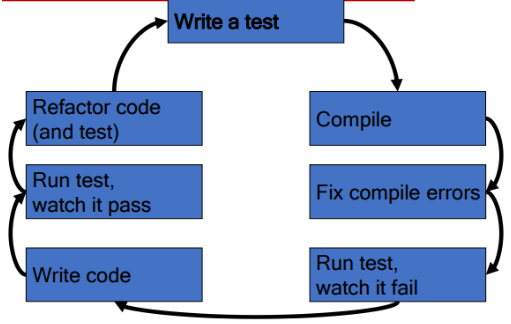 Write a test
Refactor code
(and test)
Compile
Run test,
watch it pass
Fix compile errors
Write code
Run test,
watch it fail